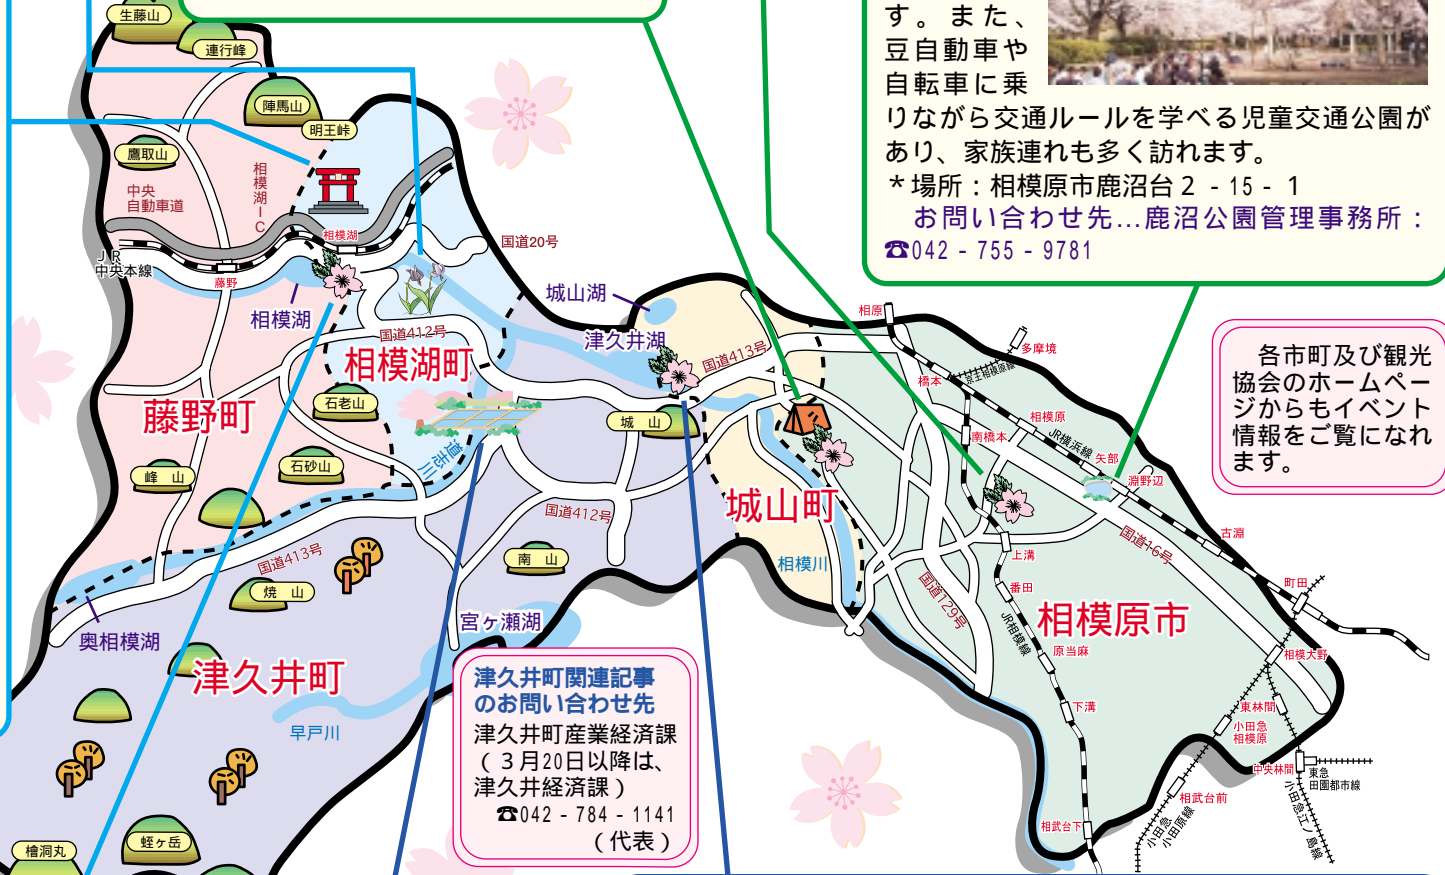 す。また、
豆自動車や
自転車に乗
りながら交通ルールを学べる児童交通公園が
あり、家族連れも多く訪れます。
＊場所：相模原市鹿沼台２-15-１
お問い合わせ先…鹿沼公園管理事務所：
☎042-755-9781
生藤山
連行峰
陣馬山
明王峠
鷹取山
中央
自動車道
相模湖ＩＣ
相模湖
国道20号
ＪＲ
中央本線
藤野
相模湖
城山湖
津久井湖
国道412号
相模湖町
国道413号
相原
多摩境
京王相模原線
橋本
相模原
南橋本
JR横浜線
矢部
淵野辺
古淵
国道16号
町田
各市町及び観光
協会のホームペー
ジからもイベント
情報をご覧になれ
ます。
藤野町
石老山
城　山
道志川
石砂山
峰　山
国道412号
城山町
相模川
上溝
番田
国道129号
JR相模線
相模原市
原当麻
相模大野
下溝
東林間
小田急
相模原
中央林間
東急
田園都市線
相武台前
小田急
小田原線
小田急江ノ島線
相武台下
国道413号
南　山
焼　山
奥相模湖
宮ヶ瀬湖
津久井町
早戸川
津久井町関連記事
のお問い合わせ先
津久井町産業経済課
（３月20日以降は、
津久井経済課）
☎042-784-1141
（代表）
蛭ヶ岳
檜洞丸